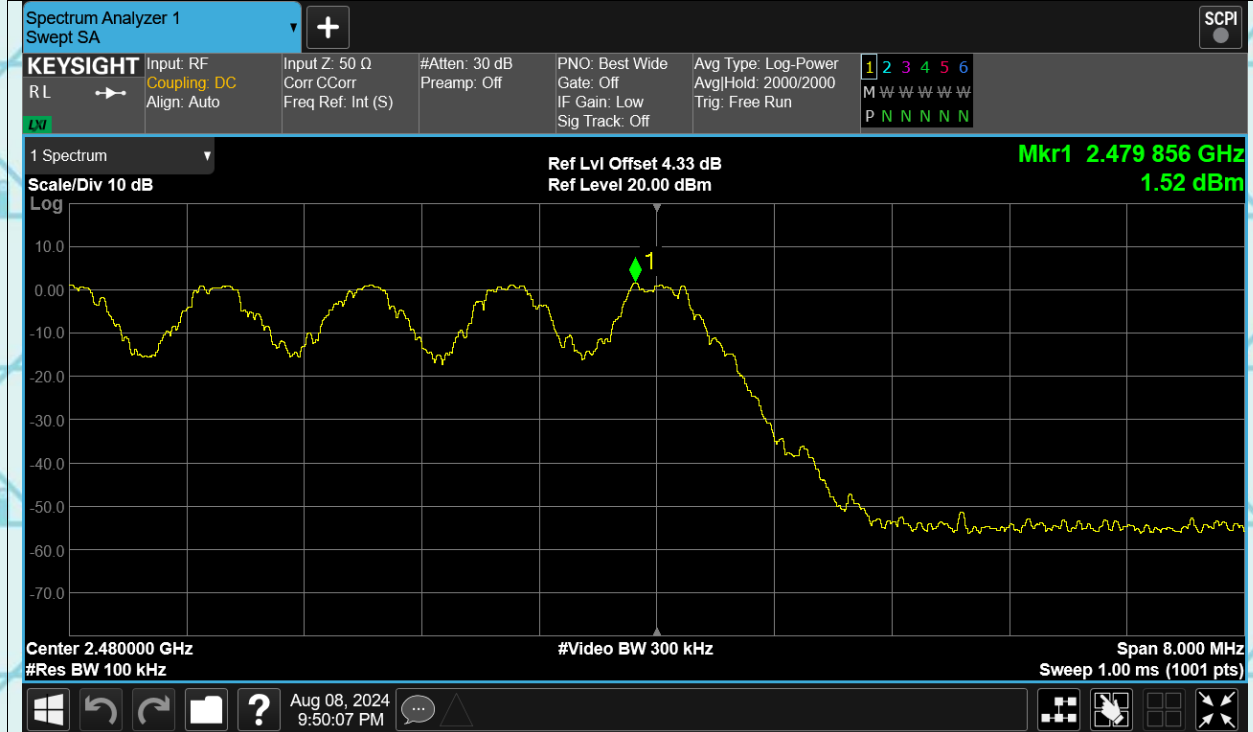 Spectrum Analyzer 1
Swept SA
SCPI
KEYSIGHT
R L
LXI
Input: RF
Coupling: DC
Align: Auto
Input Z: 50 Ω
Corr CCorr
Freq Ref: Int (S)
#Atten: 30 dB
Preamp: Off
PNO: Best Wide
Gate: Off
IF Gain: Low
Sig Track: Off
Avg Type: Log-Power
Avg|Hold: 2000/2000
Trig: Free Run
1 2 3 4 5 6
M W W W W W
P N N N N N
1 Spectrum
Scale/Div 10 dB
Log
Ref Lvl Offset 4.33 dB
Ref Level 20.00 dBm
Mkr1 2.479 856 GHz
1.52 dBm
1
10.0
0.00
-10.0
-20.0
-30.0
-40.0
-50.0
-60.0
-70.0
Center 2.480000 GHz
#Res BW 100 kHz
#Video BW 300 kHz
Span 8.000 MHz
Sweep 1.00 ms (1001 pts)
?
Aug 08, 2024
9:50:07 PM